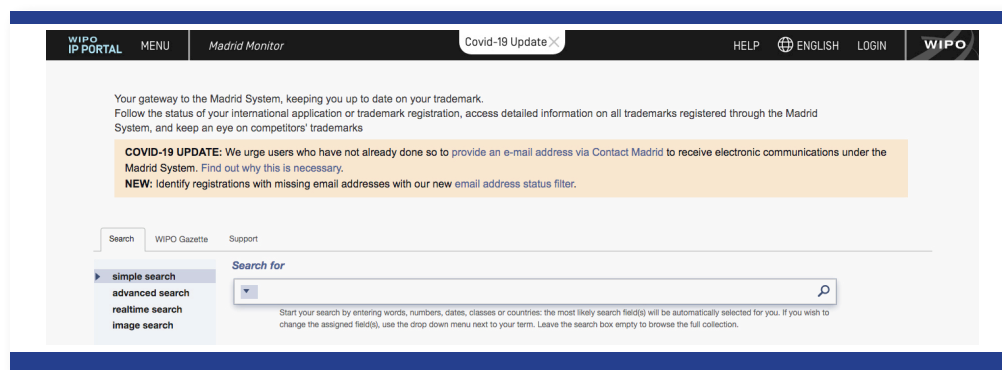 WIPO
IP PORTAL MENU Madrid Monitor Covid-19 Update HELP ENGLISH LOGIN WIPO
Your gateway to the Madrid System, keeping you up to date on your trademark.
Follow the status of your international application or trademark registration, access detailed information on all trademarks registered through the Madrid
System, and keep an eye on competitors' trademarks
COVID-19 UPDATE: We urge users who have not already done so to provide an e-mail address via Contact Madrid to receive electronic communications under the
Madrid System. Find out why this is necessary.
NEW: Identify registrations with missing email addresses with our new email address status filter.
Search WIPO Gazette Support
simple search
advanced search
realtime search
image search
Search for
Start your search by entering words, numbers, dates, classes or countries: the most likely search field(s) will be automatically selected for you. If you wish to
change the assigned field(s), use the drop down menu next to your term. Leave the search box empty to browse the full collection.